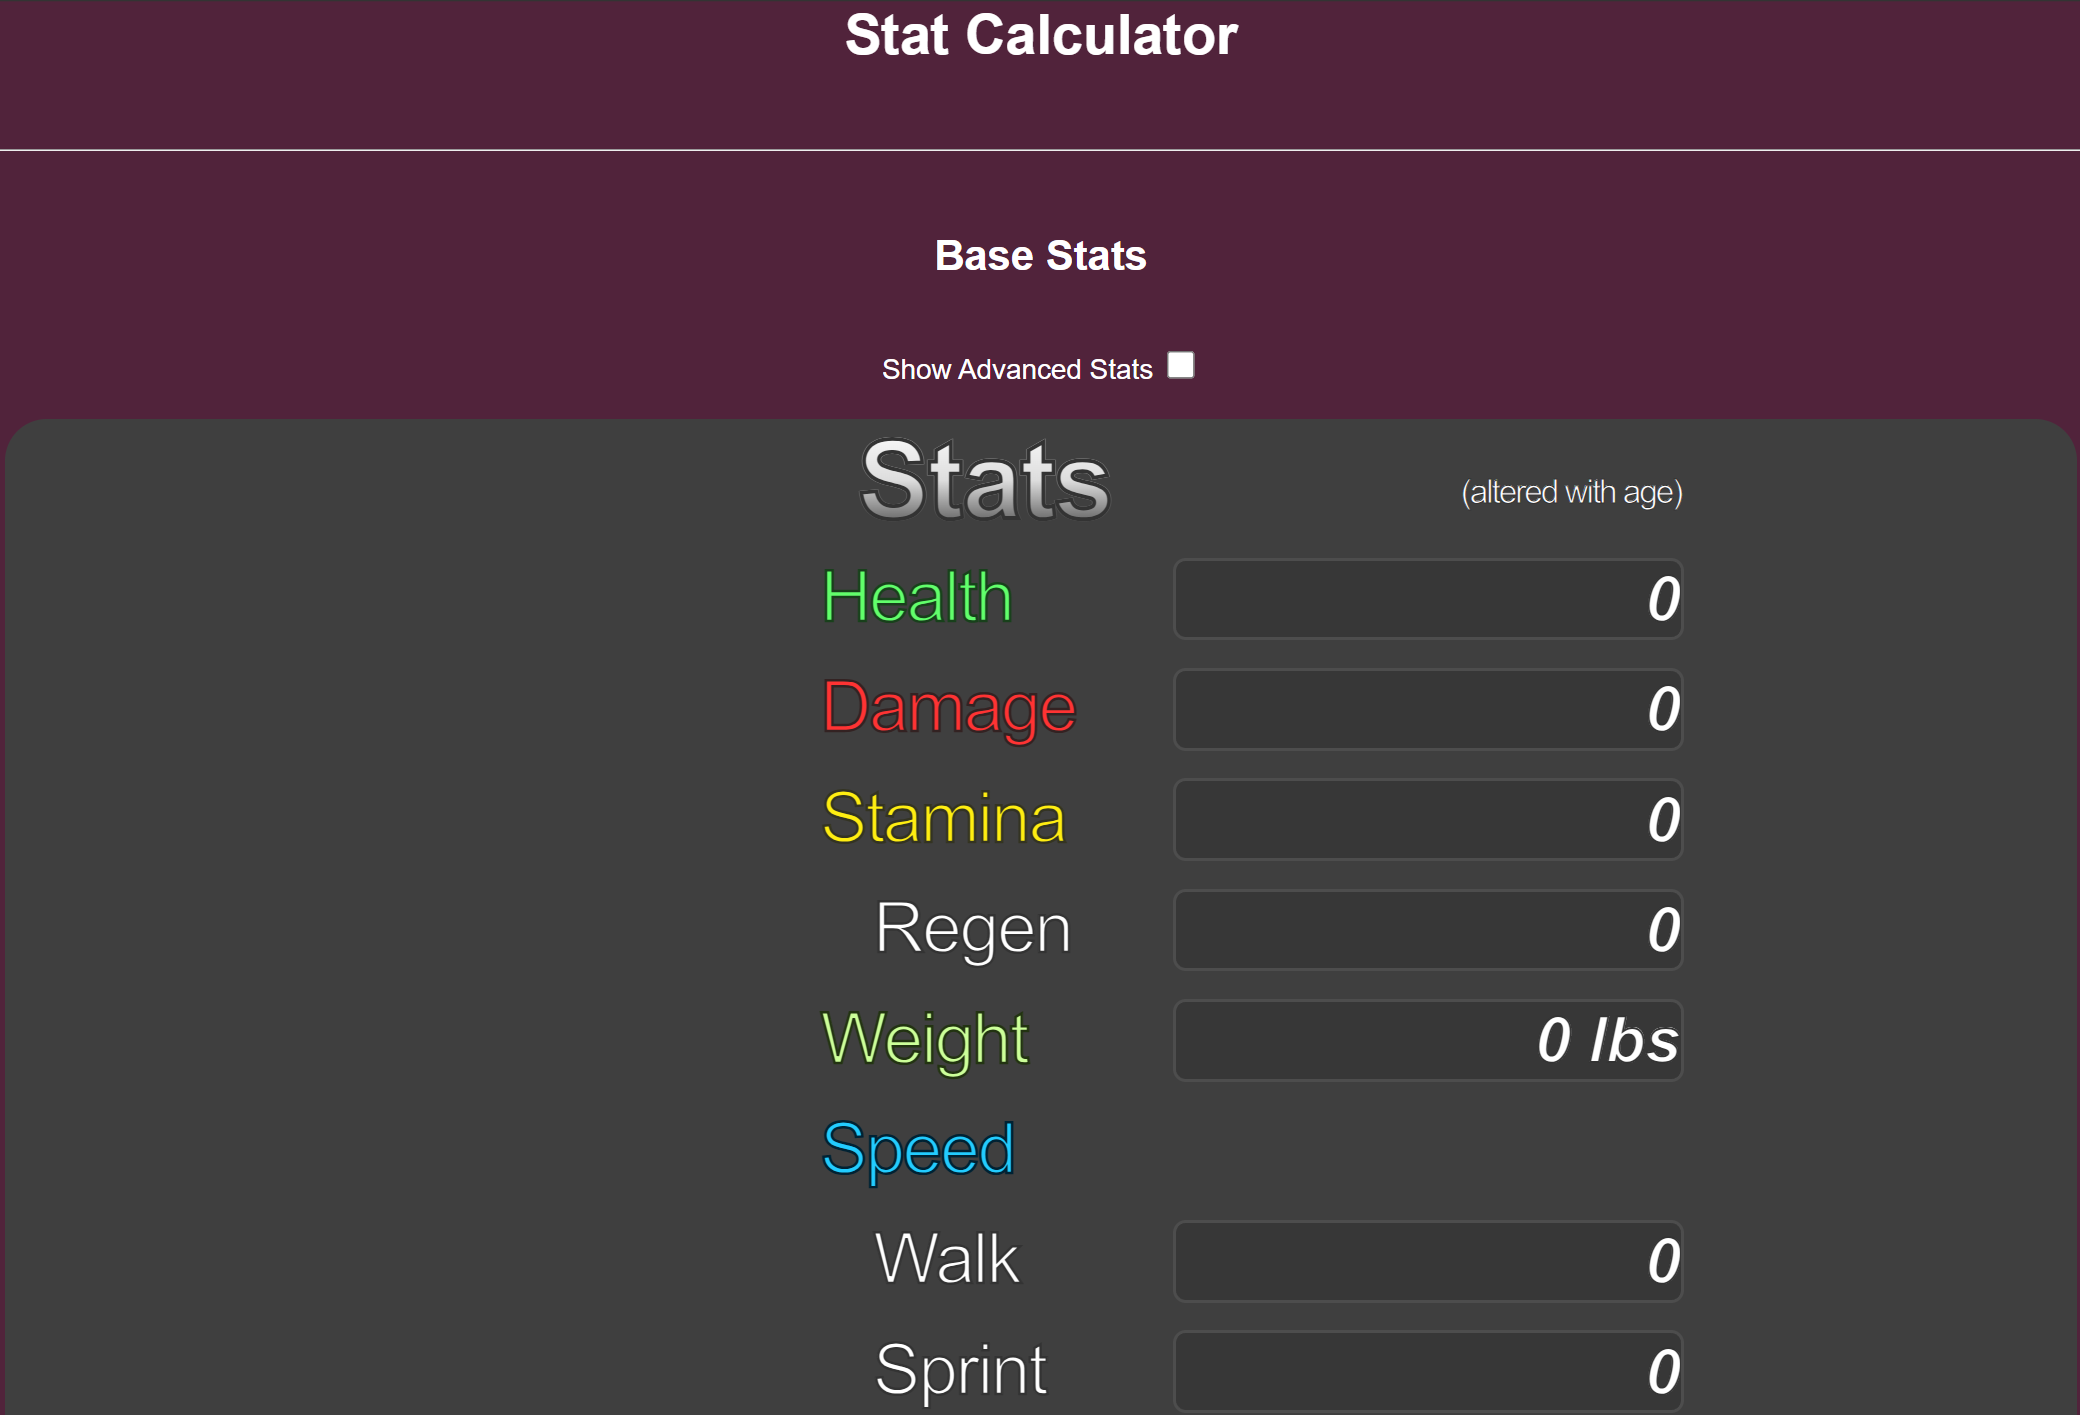 Stat Calculator
Base Stats
Show Advanced Stats
Stats (altered with age)
Health 0
Damage 0
Stamina 0
Regen 0
Weight 0 lbs
Speed
Walk 0
Sprint 0